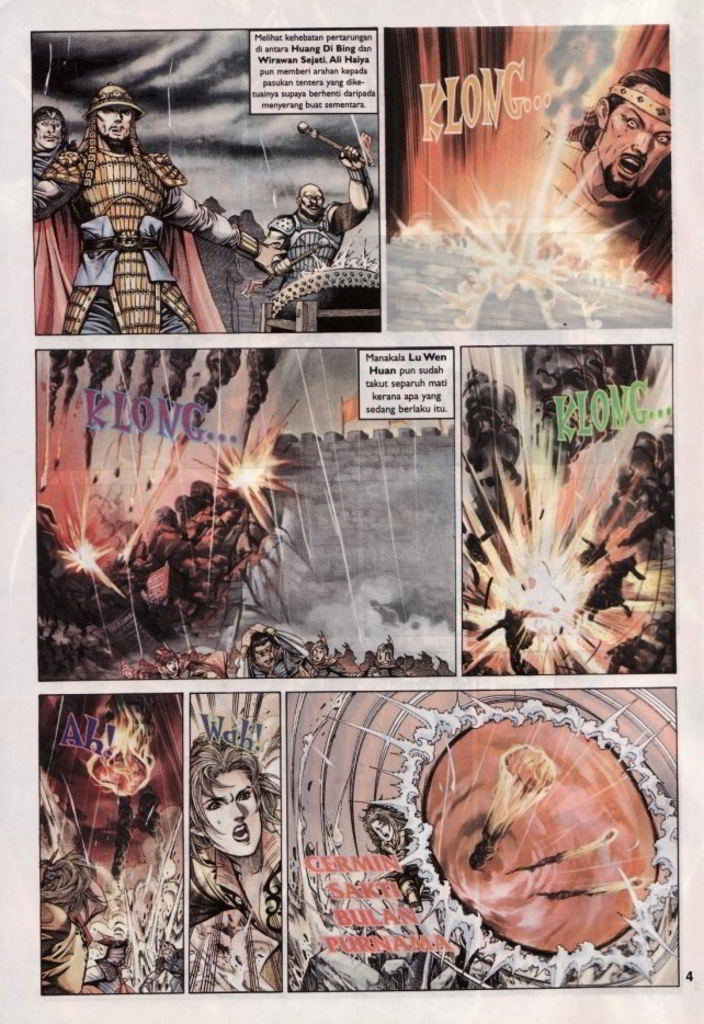 Melihat kehebatan pertarungan
di antara Huang Di Bing dan
Wirawan Sejati, Ali Haiya
pun memberi arahan kepada
pasukan tentera yang dike-
tuainya supaya berhenti daripada
menyerang buat sementara.
KLONG...
KLONG...
Manakala Lu Wen
Huan pun sudah
takut separuh mati
kerana apa yang
sedang berlaku itu.
KLONG...
Ah!
Wah!
CERMIN
SAKTI
BULAN
PURNAMA
4